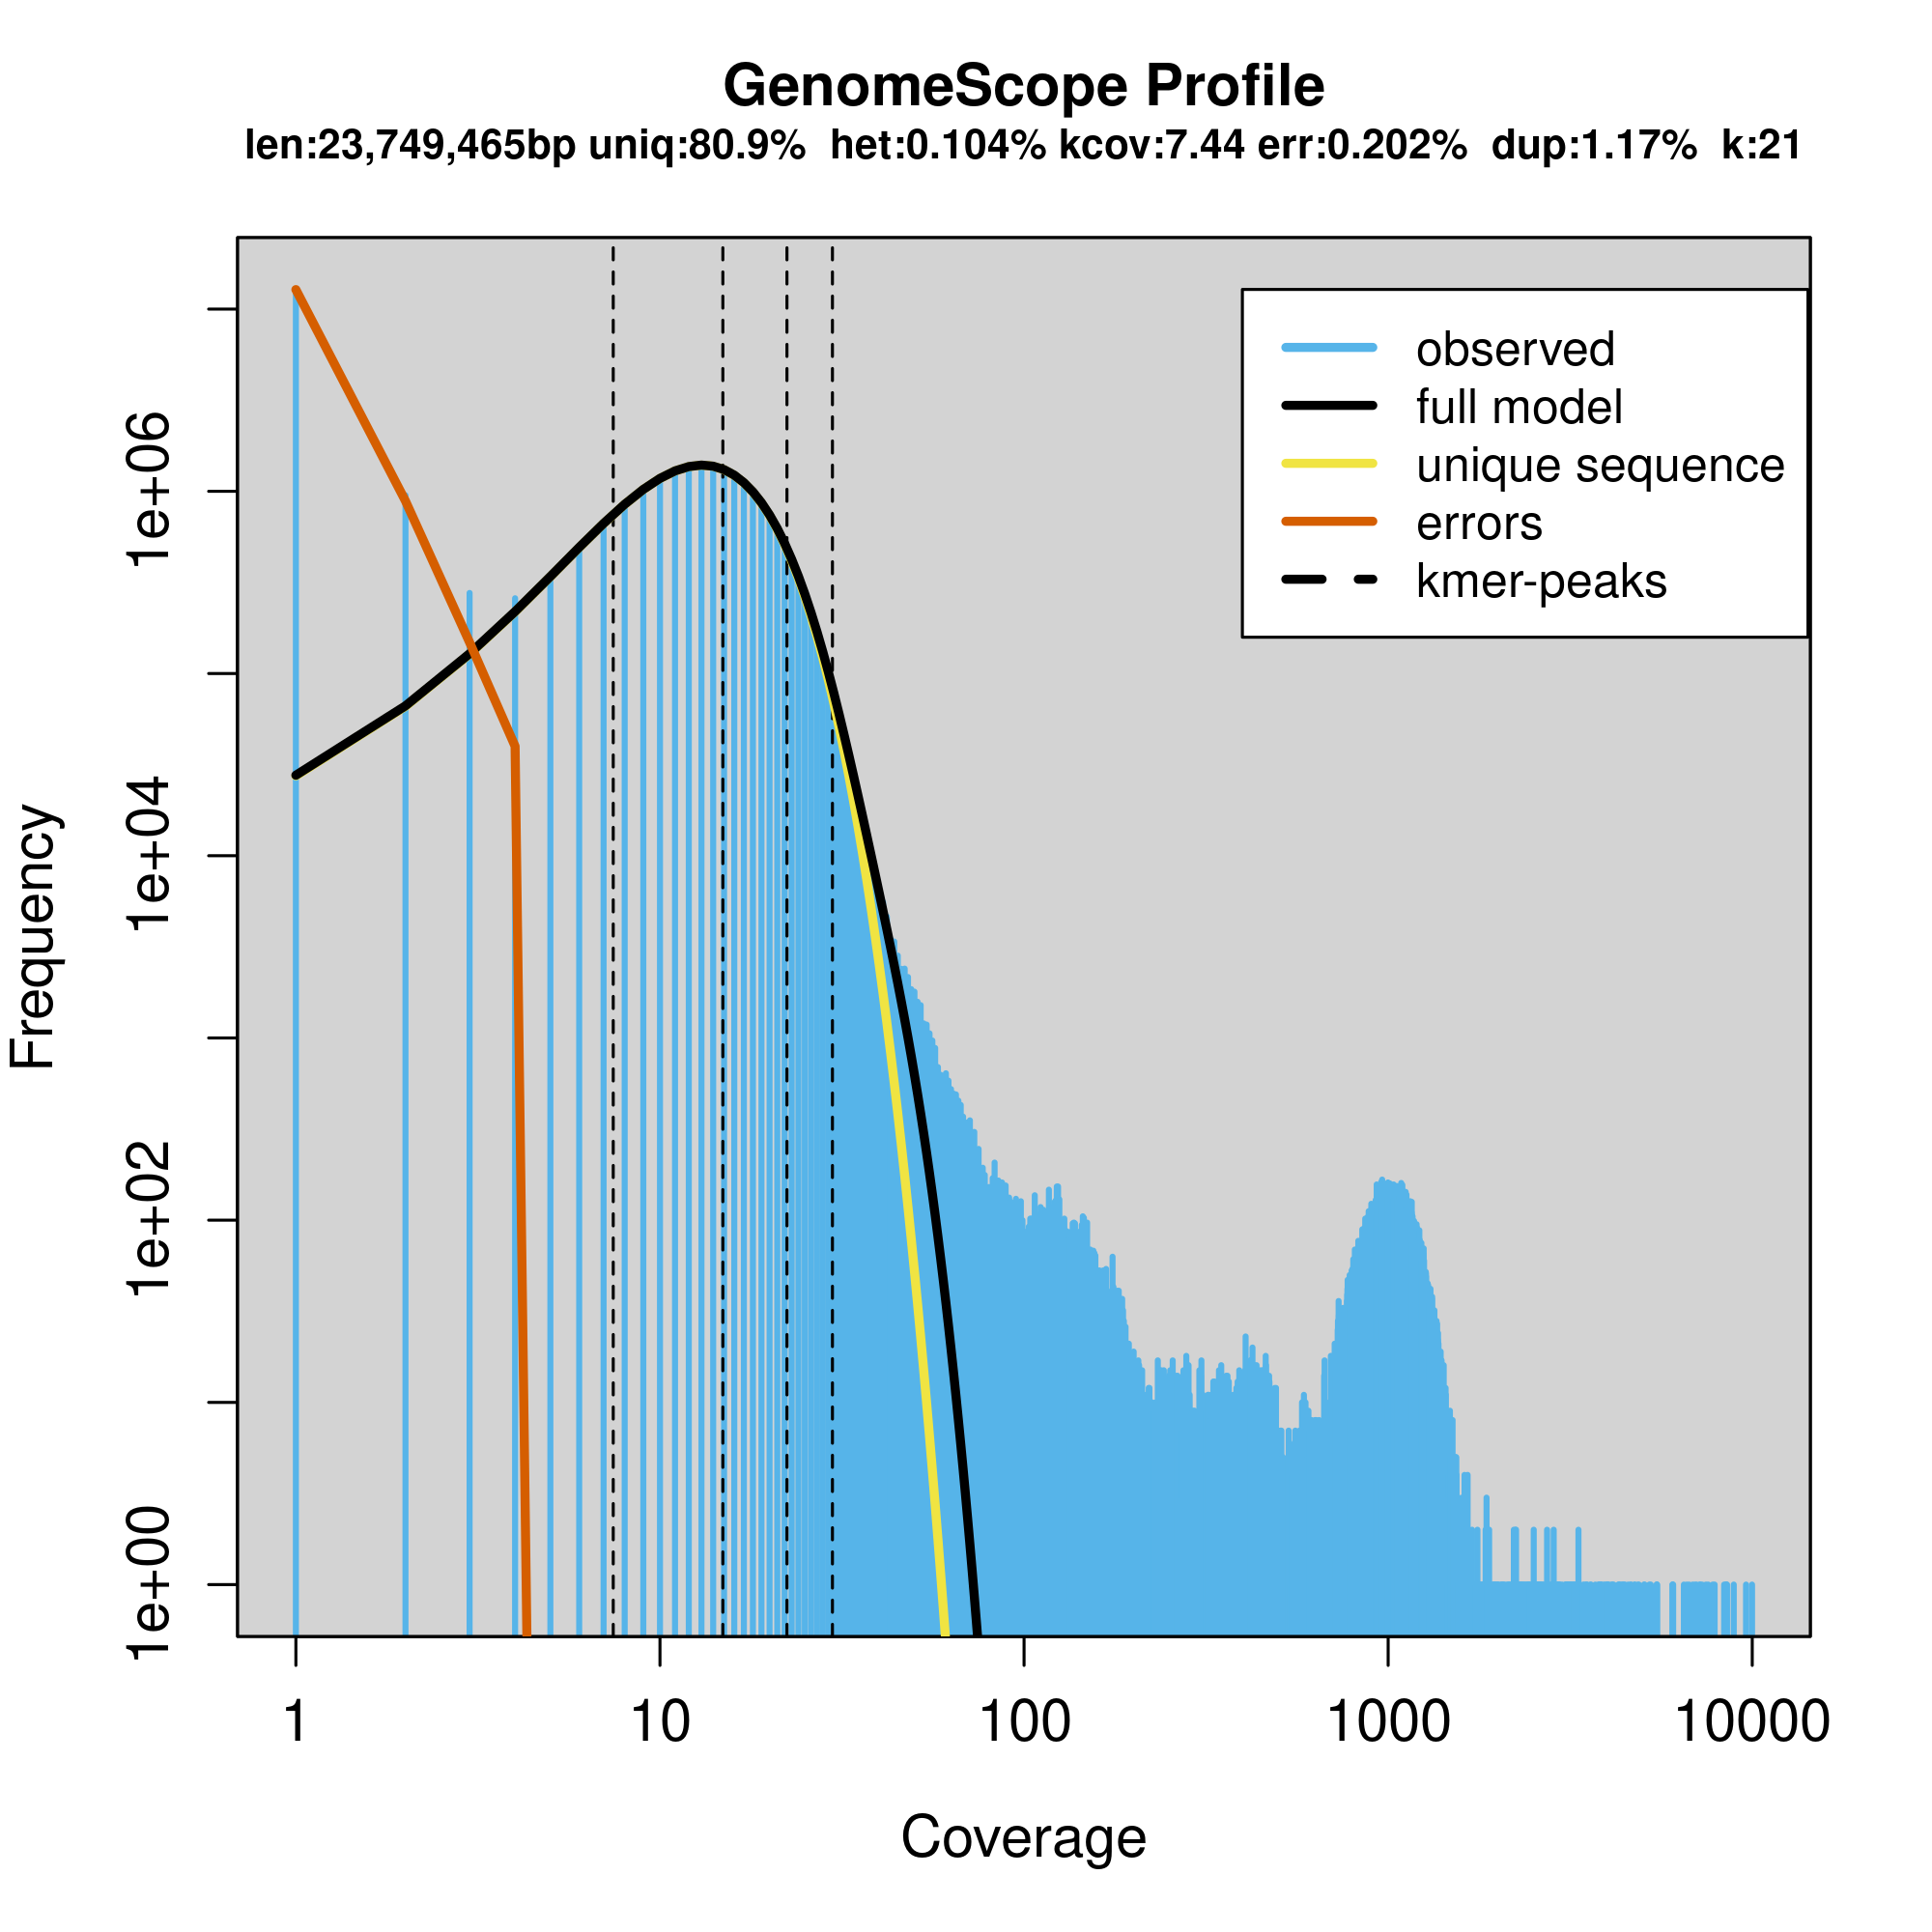 GenomeScope Profile
len:23,749,465bp uniq:80.9% het:0.104% kcov:7.44 err:0.202% dup:1.17% k:21
observed
full model
unique sequence
errors
kmer-peaks
Frequency
1e+06
1e+04
1e+02
1e+00
1 10 100 1000 10000
Coverage